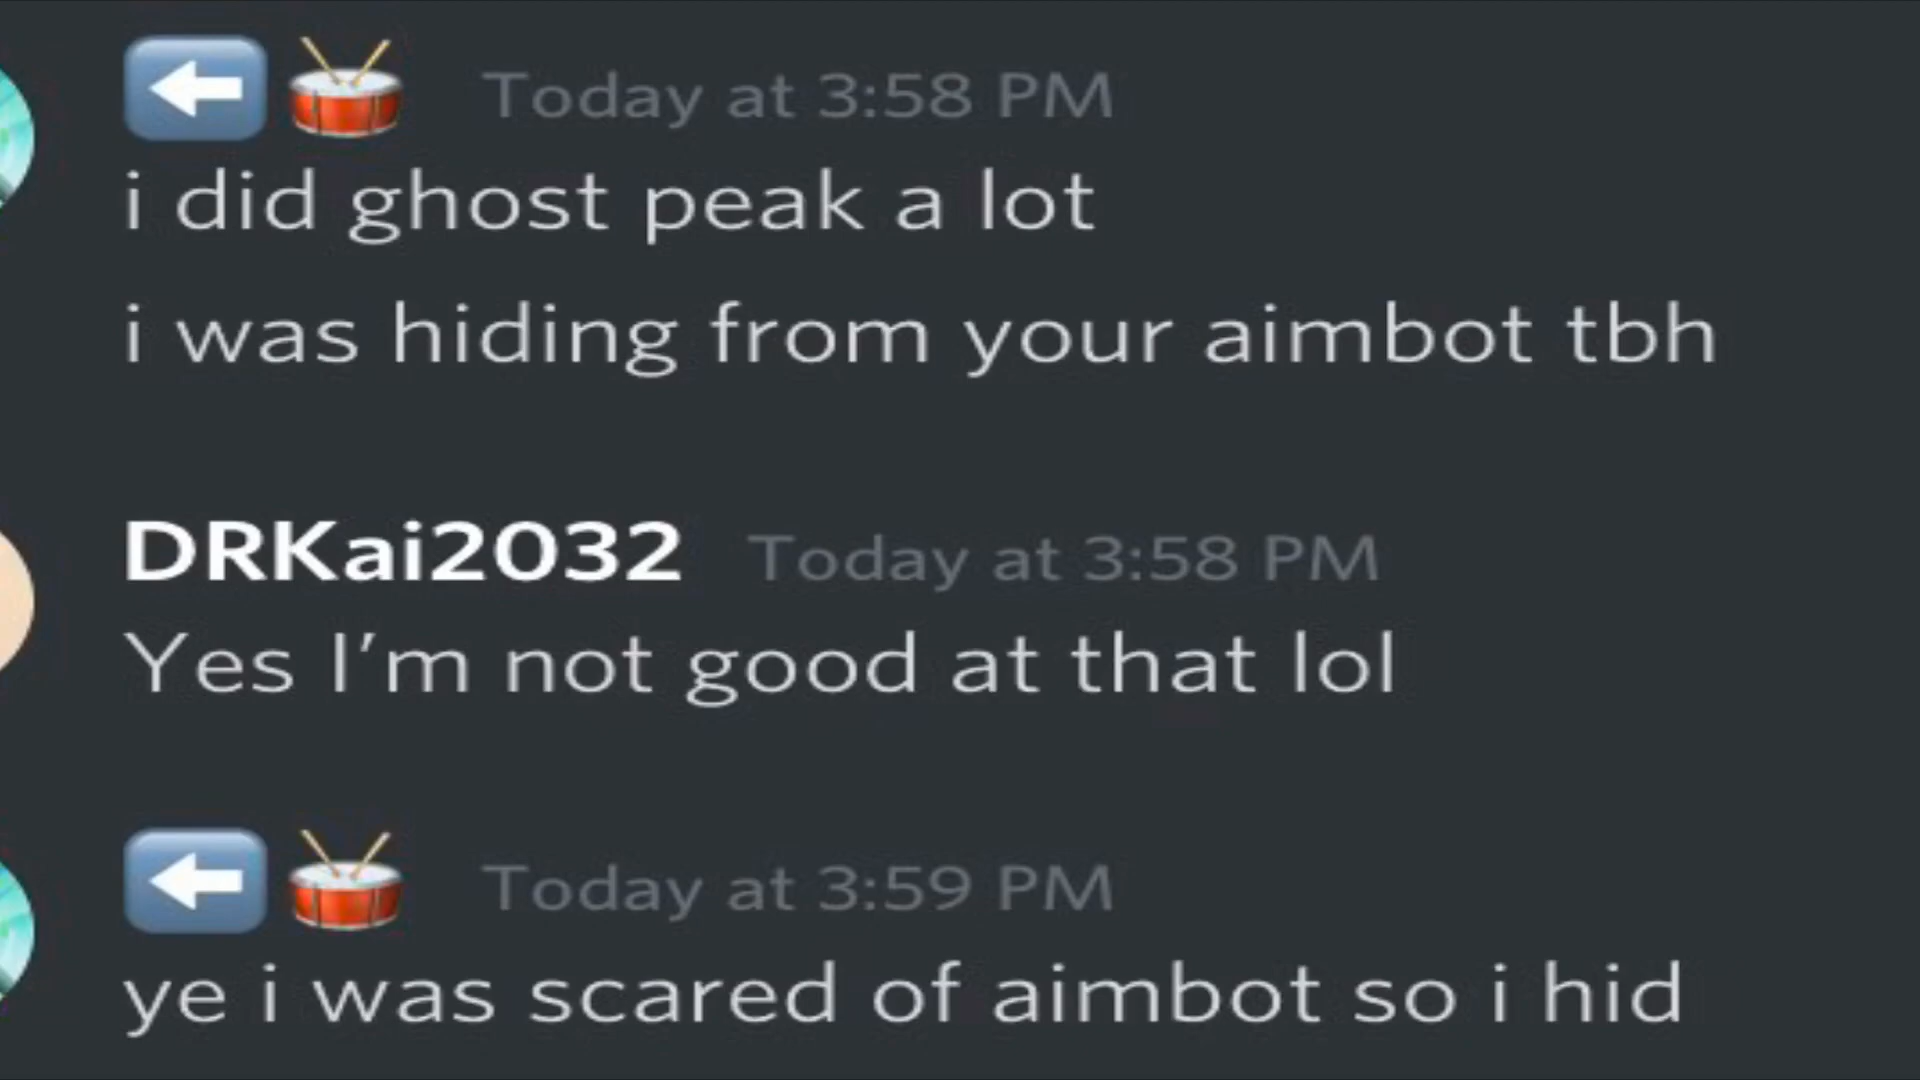 ⬅️🥁 Today at 3:58 PM
i did ghost peak a lot
i was hiding from your aimbot tbh
DRKai2032 Today at 3:58 PM
Yes I’m not good at that lol
⬅️🥁 Today at 3:59 PM
ye i was scared of aimbot so i hid